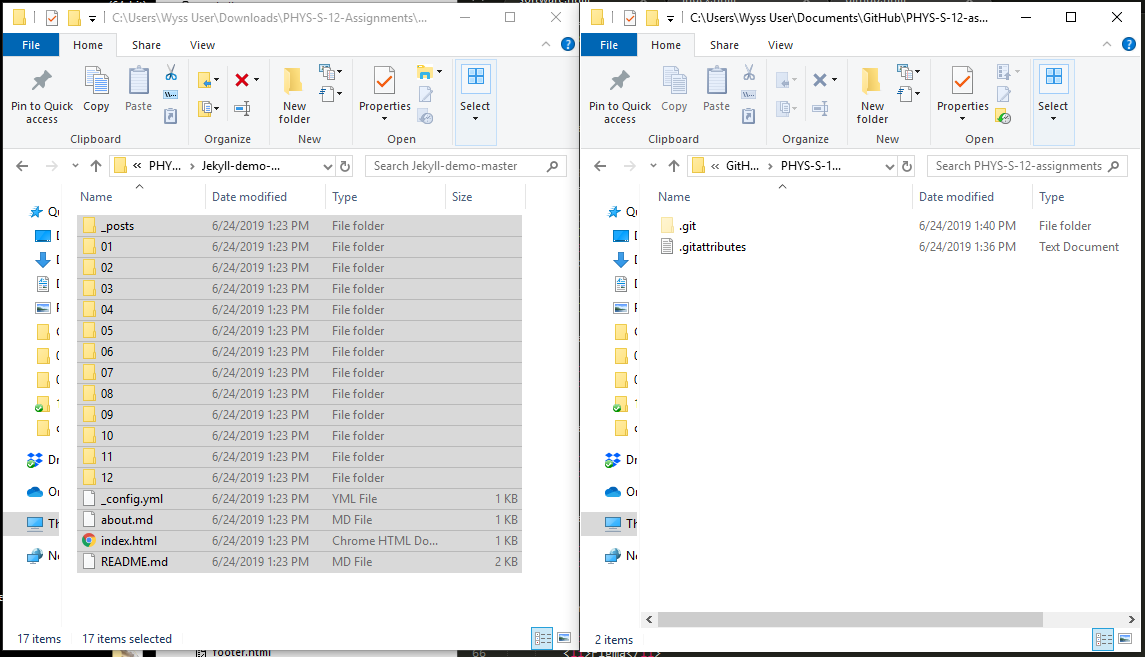 C:\Users\Wyss User\Downloads\PHYS-S-12-Assignments\...
File Home Share View
Pin to Quick access
Copy
Paste
Clipboard
Organize
New folder
New
Properties
Open
Select
« PHY... › Jekyll-demo-...
Search Jekyll-demo-master
Name Date modified Type Size
_posts 6/24/2019 1:23 PM File folder
01 6/24/2019 1:23 PM File folder
02 6/24/2019 1:23 PM File folder
03 6/24/2019 1:23 PM File folder
04 6/24/2019 1:23 PM File folder
05 6/24/2019 1:23 PM File folder
06 6/24/2019 1:23 PM File folder
07 6/24/2019 1:23 PM File folder
08 6/24/2019 1:23 PM File folder
09 6/24/2019 1:23 PM File folder
10 6/24/2019 1:23 PM File folder
11 6/24/2019 1:23 PM File folder
12 6/24/2019 1:23 PM File folder
_config.yml 6/24/2019 1:23 PM YML File 1 KB
about.md 6/24/2019 1:23 PM MD File 1 KB
index.html 6/24/2019 1:23 PM Chrome HTML Do... 1 KB
README.md 6/24/2019 1:23 PM MD File 2 KB
17 items 17 items selected
C:\Users\Wyss User\Documents\GitHub\PHYS-S-12-as...
File Home Share View
Pin to Quick access
Copy
Paste
Clipboard
Organize
New folder
New
Properties
Open
Select
« GitH... › PHYS-S-1...
Search PHYS-S-12-assignments
Name Date modified Type
.git 6/24/2019 1:40 PM File folder
.gitattributes 6/24/2019 1:36 PM Text Document
2 items
footer.html
66